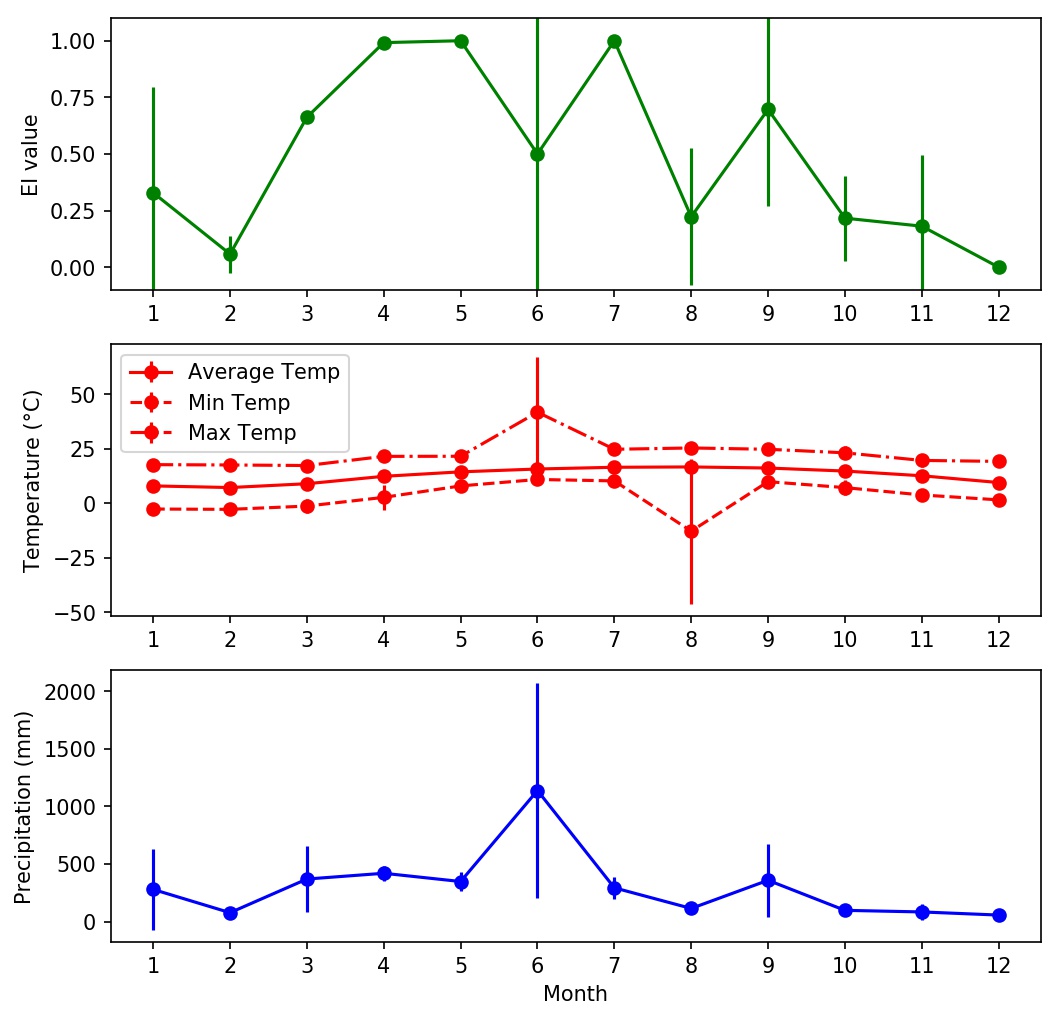 EI value
1.00
0.75
0.50
0.25
0.00
1 2 3 4 5 6 7 8 9 10 11 12
Temperature (°C)
50
25
0
−25
−50
Average Temp
Min Temp
Max Temp
1 2 3 4 5 6 7 8 9 10 11 12
Precipitation (mm)
2000
1500
1000
500
0
1 2 3 4 5 6 7 8 9 10 11 12
Month